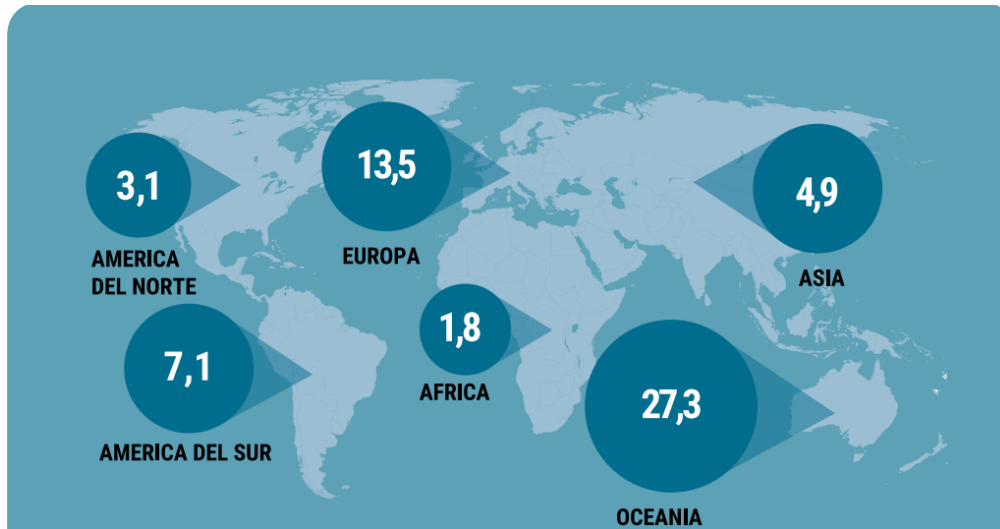 3,1
AMERICA
DEL NORTE
13,5
EUROPA
4,9
ASIA
7,1
AMERICA DEL SUR
1,8
AFRICA
27,3
OCEANIA